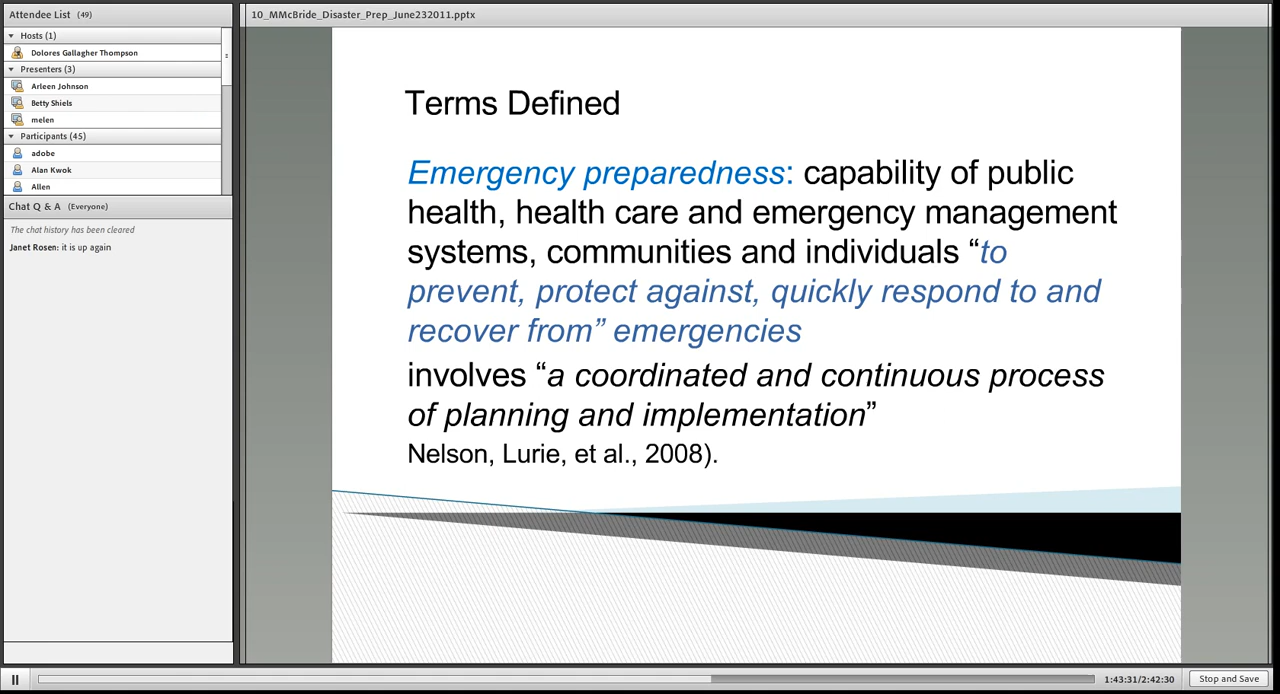 Attendee List (49)
Hosts (1)
Dolores Gallagher Thompson
Presenters (3)
Arleen Johnson
Betty Shiels
melen
Participants (45)
adobe
Alan Kwok
Allen
Chat Q & A (Everyone)
The chat history has been cleared
Janet Rosen: it is up again
10_MMcBride_Disaster_Prep_June232011.pptx
Terms Defined
Emergency preparedness: capability of public
health, health care and emergency management
systems, communities and individuals “to
prevent, protect against, quickly respond to and
recover from” emergencies
involves “a coordinated and continuous process
of planning and implementation”
Nelson, Lurie, et al., 2008).
1:43:31/2:42:30
Stop and Save